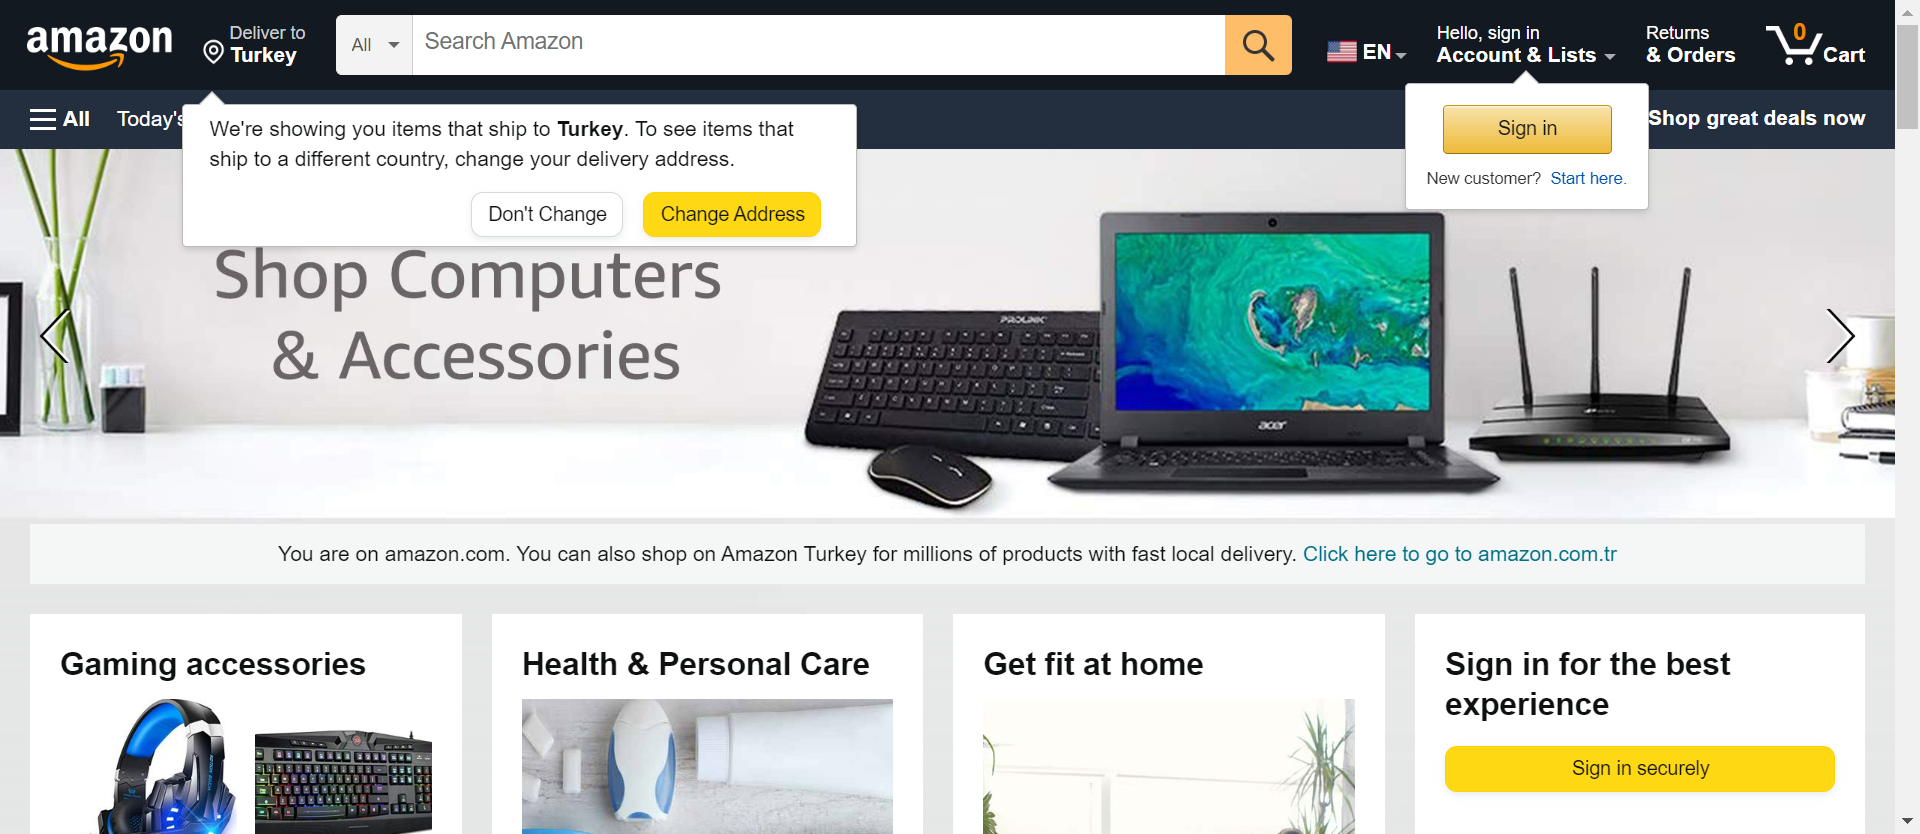 amazon
Deliver to
Turkey
All
Search Amazon
EN
Hello, sign in
Account & Lists
Returns
& Orders
0
Cart
All
Today's
Shop great deals now
We're showing you items that ship to Turkey. To see items that
ship to a different country, change your delivery address.
Don't Change
Change Address
Sign in
New customer? Start here.
Shop Computers
& Accessories
PROLINK
acer
You are on amazon.com. You can also shop on Amazon Turkey for millions of products with fast local delivery. Click here to go to amazon.com.tr
Gaming accessories
Health & Personal Care
Get fit at home
Sign in for the best
experience
Sign in securely